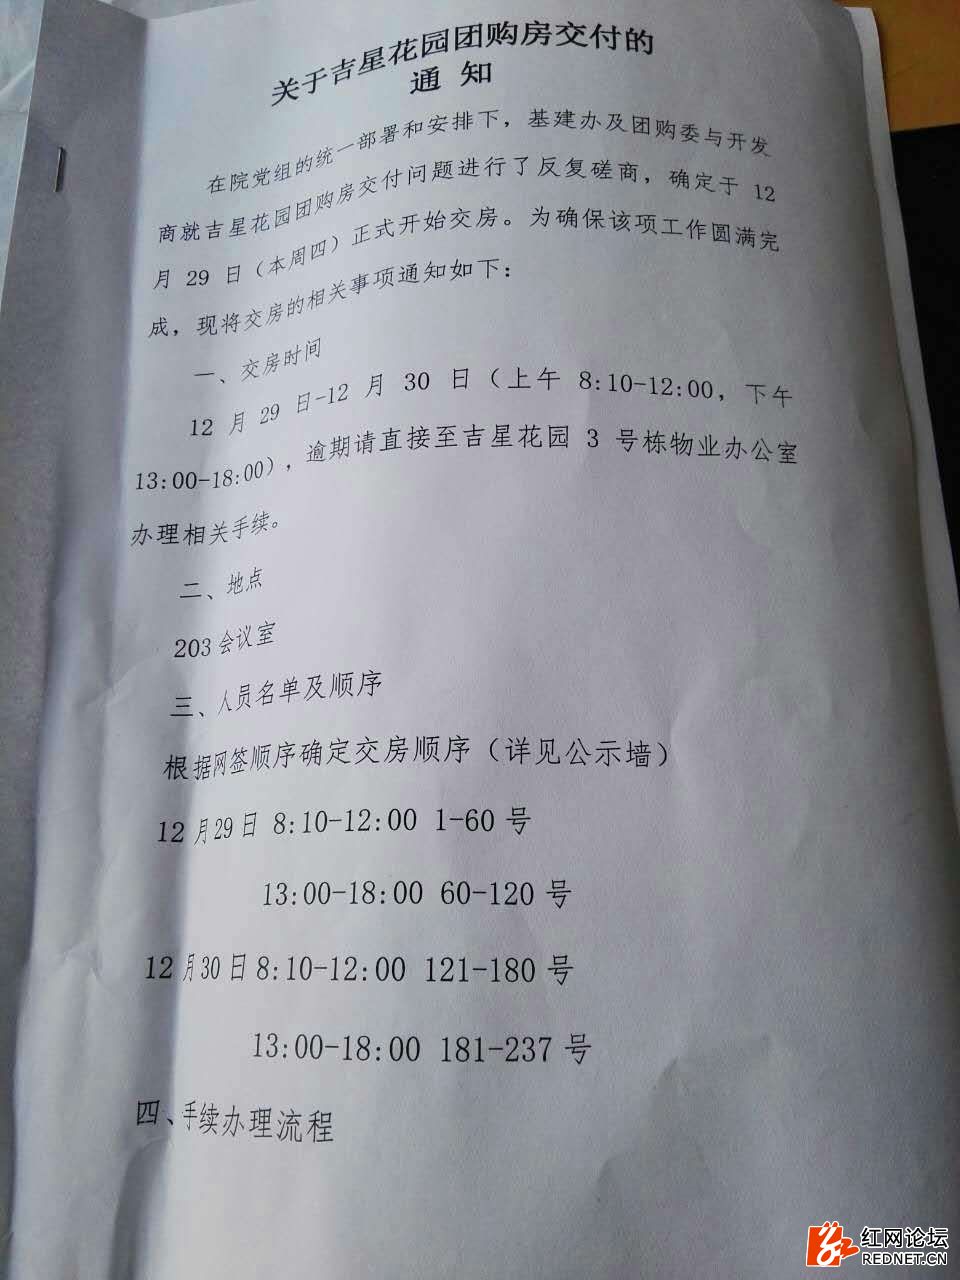 关于吉星花园团购房交付的
通 知
在院党组的统一部署和安排下，基建办及团购委与开发
商就吉星花园团购房交付问题进行了反复磋商，确定于 12
月 29 日（本周四）正式开始交房。为确保该项工作圆满完
成，现将交房的相关事项通知如下：
一、交房时间
12 月 29 日-12 月 30 日（上午 8:10-12:00，下午
13:00-18:00），逾期请直接至吉星花园 3 号栋物业办公室
办理相关手续。
二、地点
203 会议室
三、人员名单及顺序
根据网签顺序确定交房顺序（详见公示墙）
12 月 29 日 8:10-12:00 1-60 号
13:00-18:00 60-120 号
12 月 30 日 8:10-12:00 121-180 号
13:00-18:00 181-237 号
四、手续办理流程
红网论坛
REDNET.CN